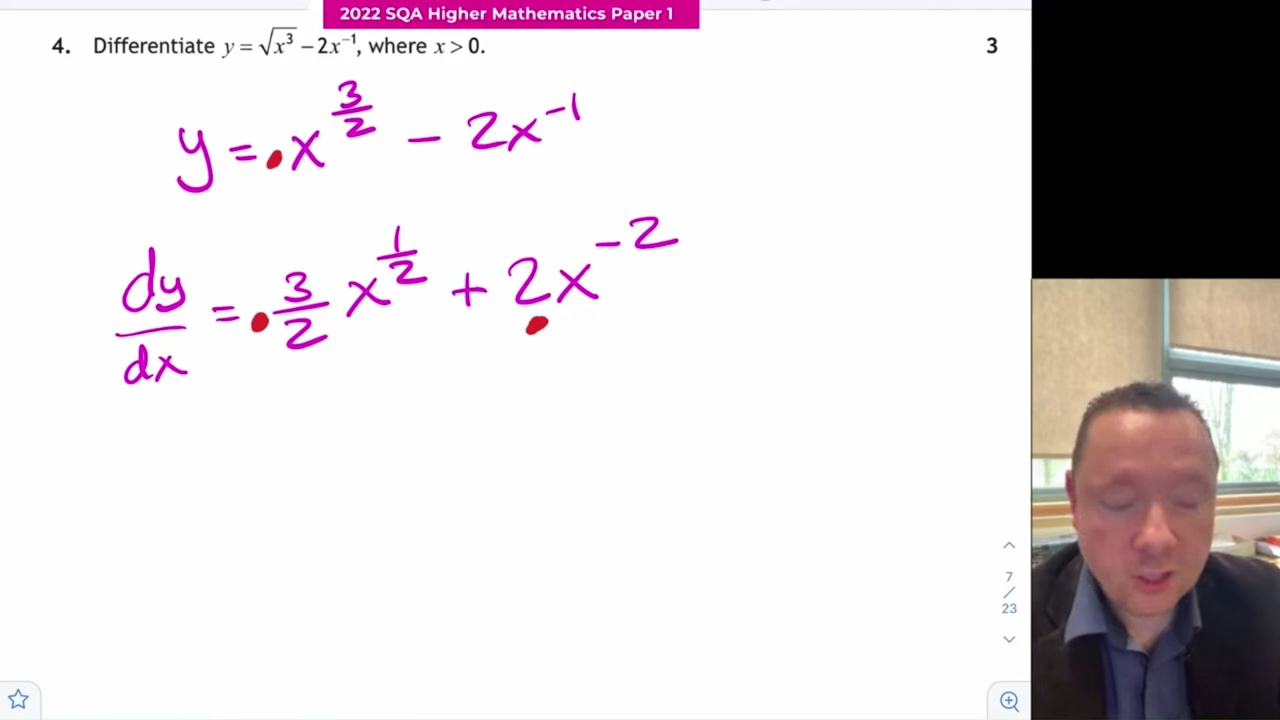 2022 SQA Higher Mathematics Paper 1
4. Differentiate y = √x³ – 2x⁻¹, where x > 0. 3
y = x^(3/2) – 2x⁻¹
dy/dx = 3/2 x^(1/2) + 2x⁻²
7
/
23